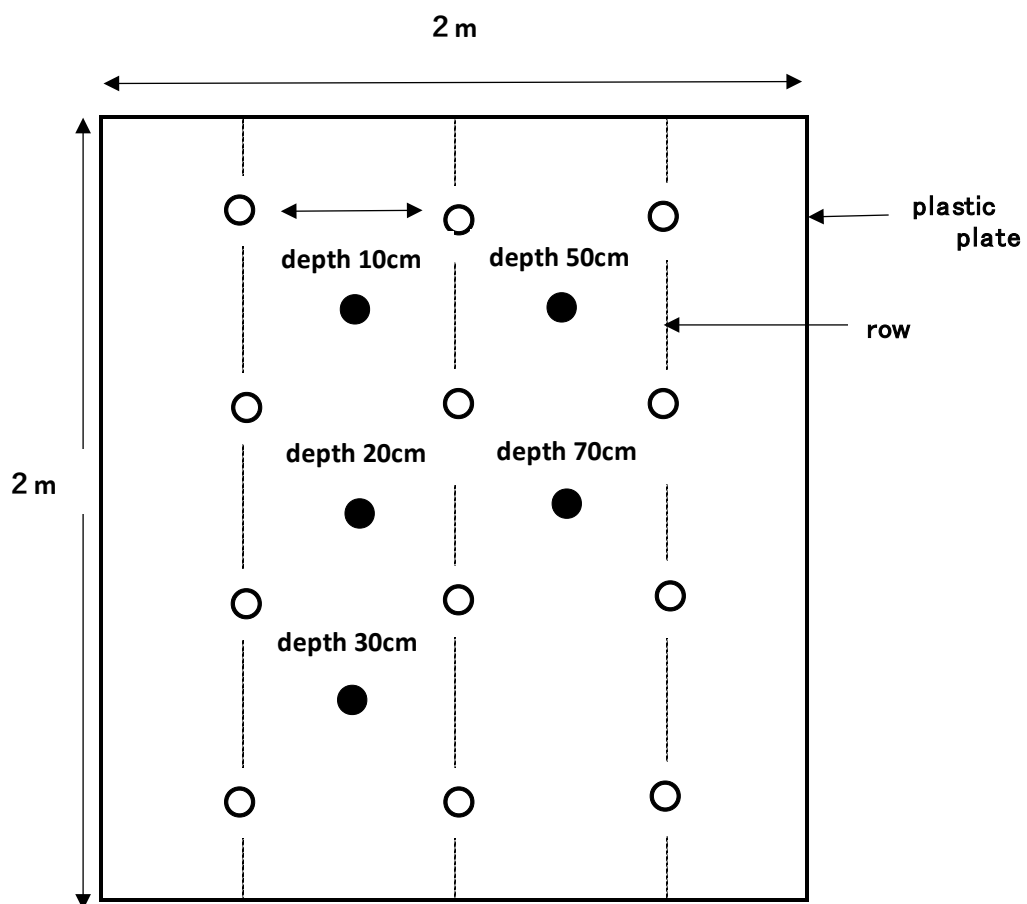 2 m
plastic
plate
depth 10cm
depth 50cm
row
depth 20cm
depth 70cm
2 m
depth 30cm